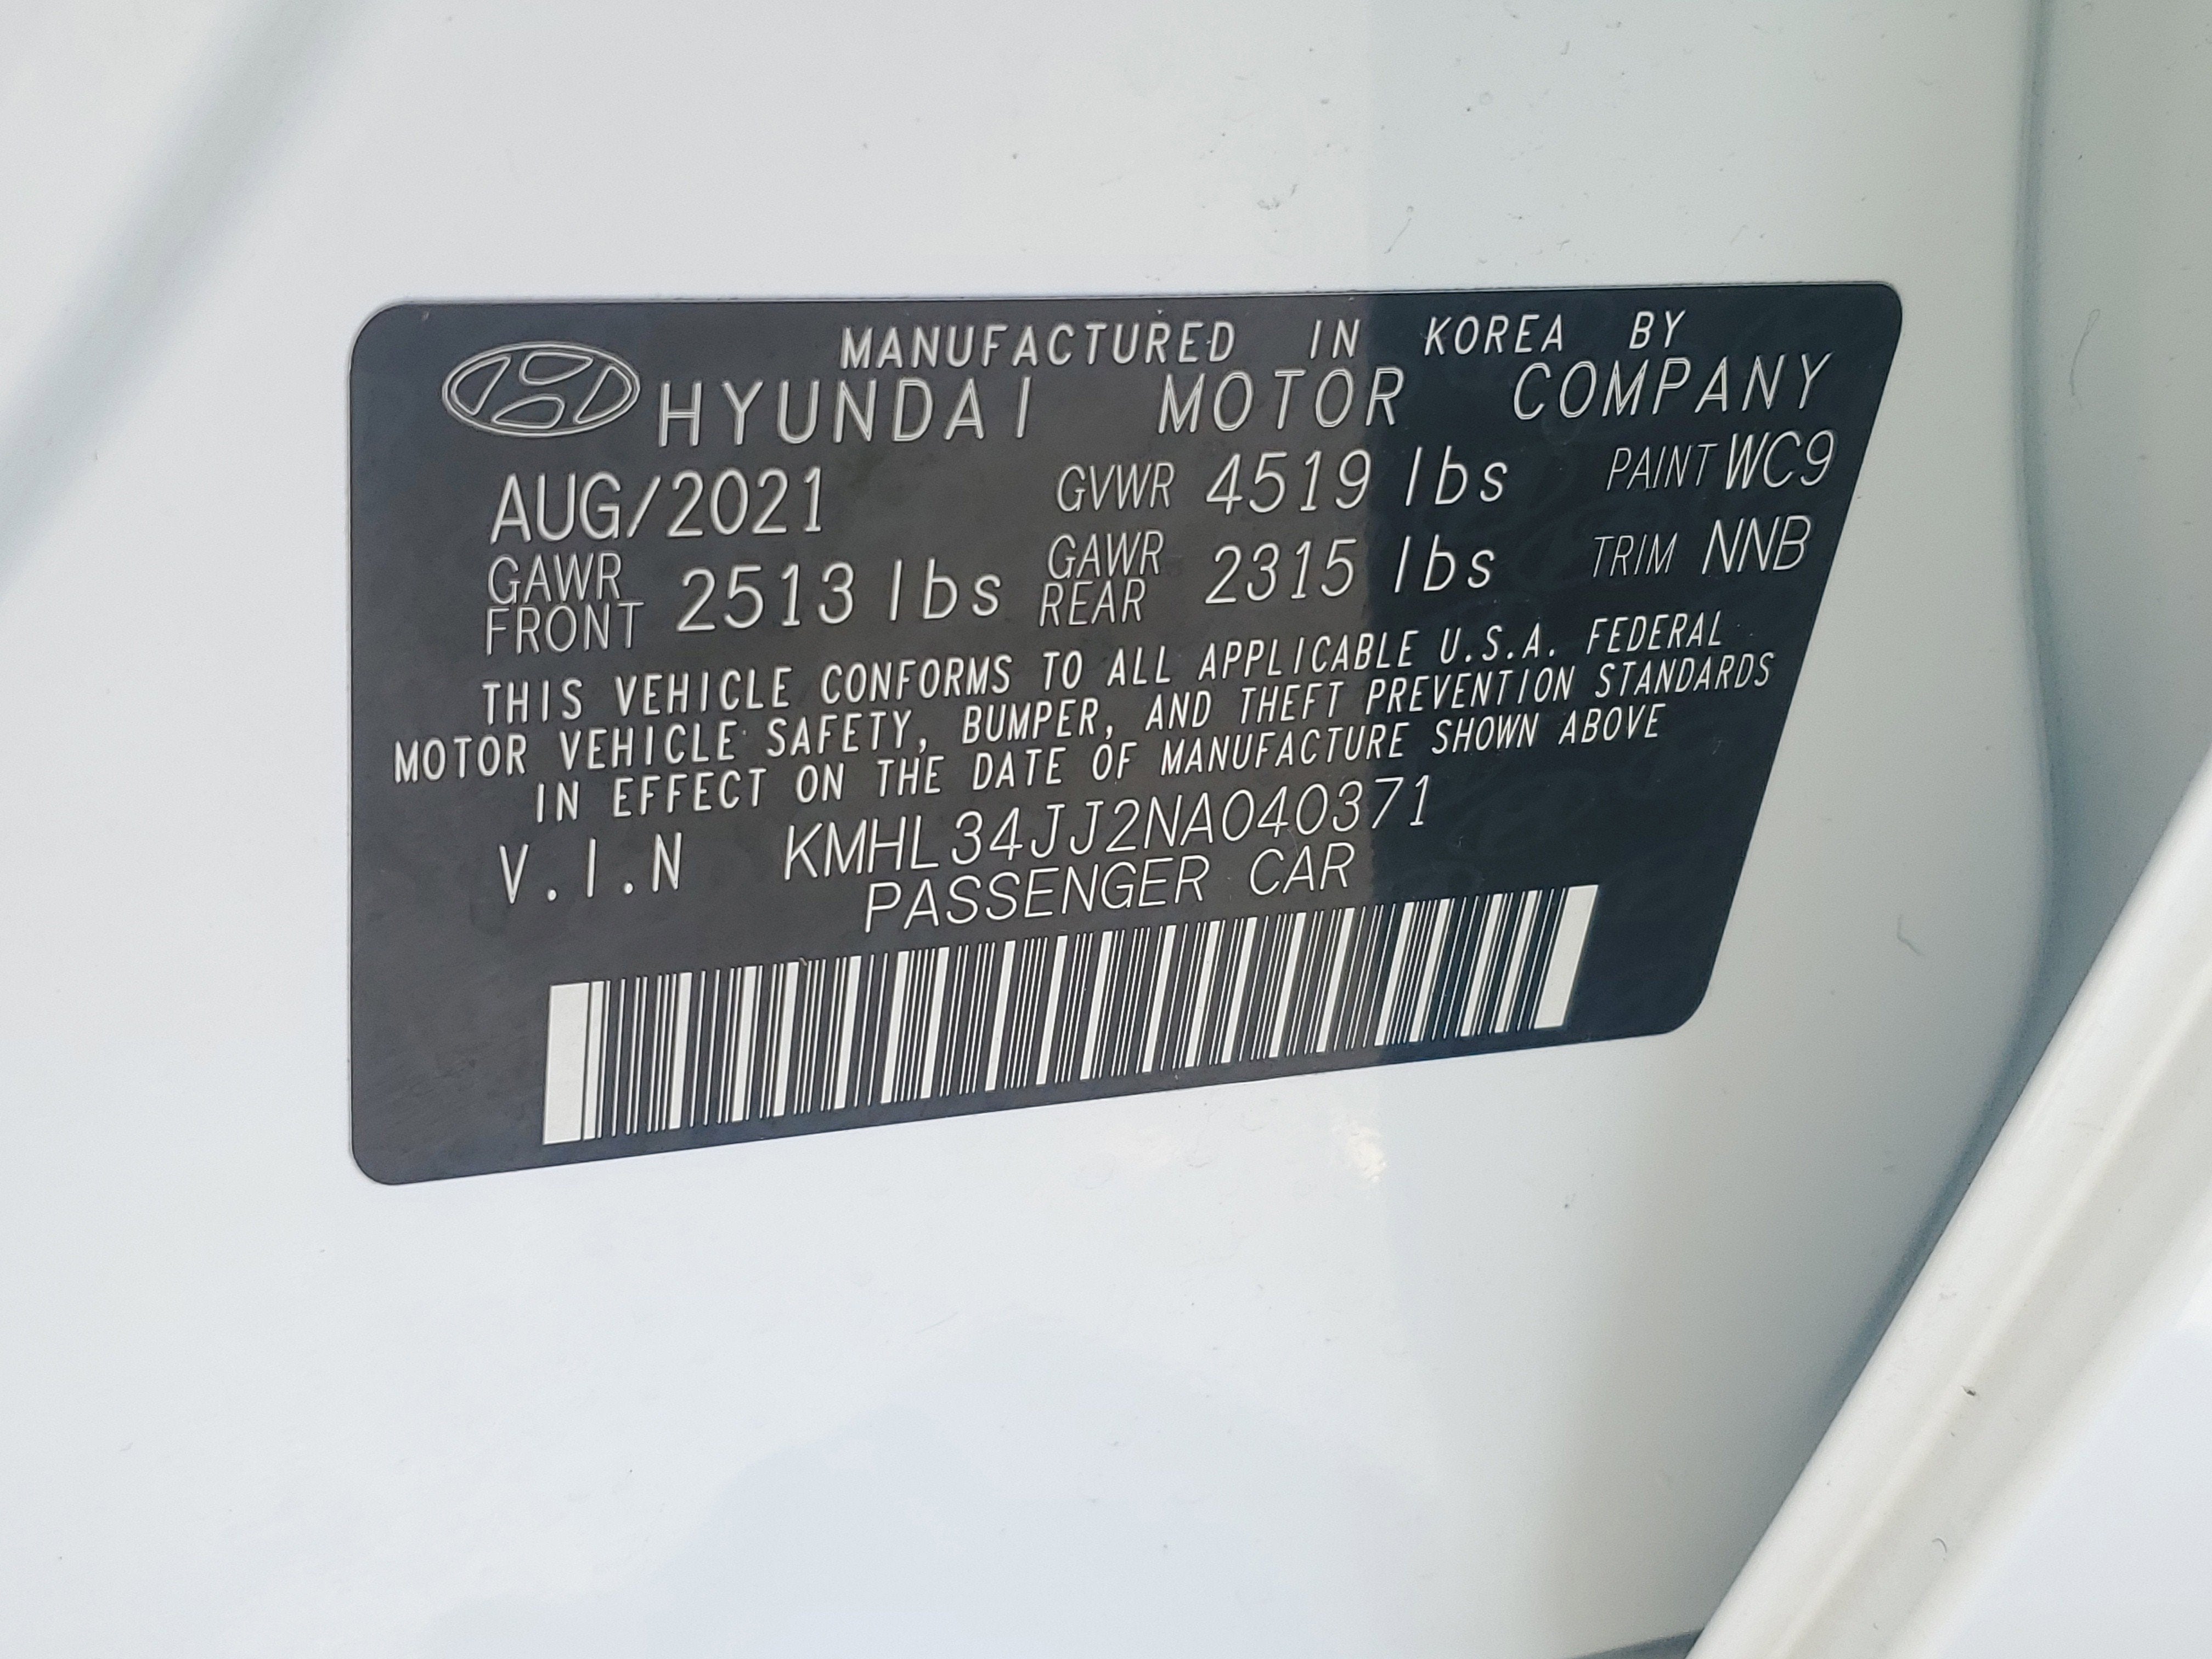 MANUFACTURED IN KOREA BY
HYUNDAI MOTOR COMPANY
AUG/2021 GVWR 4519 lbs PAINT WC9
GAWR FRONT 2513 lbs GAWR REAR 2315 lbs TRIM NNB
THIS VEHICLE CONFORMS TO ALL APPLICABLE U.S.A. FEDERAL
MOTOR VEHICLE SAFETY, BUMPER, AND THEFT PREVENTION STANDARDS
IN EFFECT ON THE DATE OF MANUFACTURE SHOWN ABOVE
V.I.N KMHL34JJ2NA040371
PASSENGER CAR